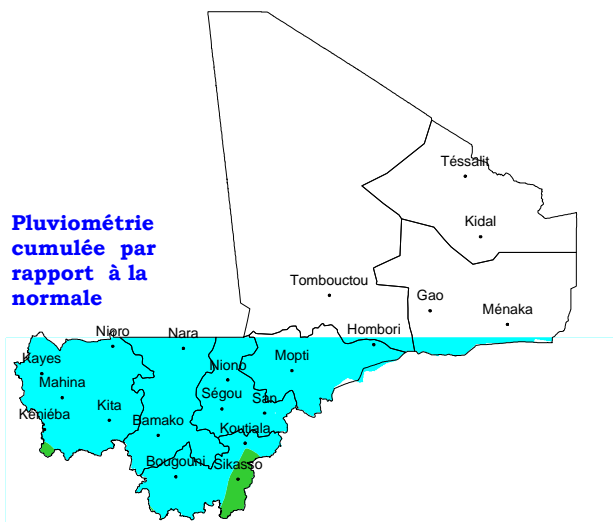 Téssalit
Kidal
Pluviométrie
cumulée par
rapport à la
normale
Tombouctou
Gao
Ménaka
Nioro
Nara
Hombori
Kayes
Niono
Mopti
Mahina
Ségou
San
Kéniéba
Kita
Bamako
Koutiala
Bougouni
Sikasso